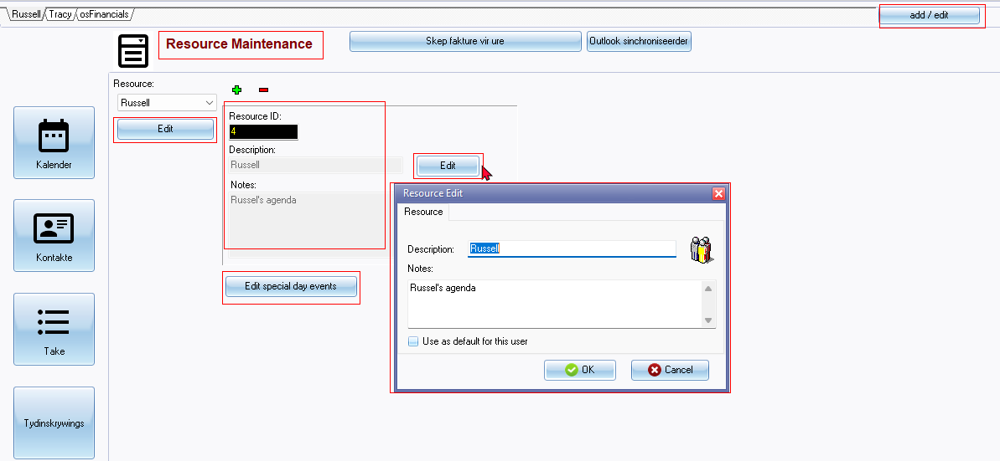 Russell Tracy osFinancials
add / edit
Resource Maintenance
Skep fakture vir ure
Outlook sinchroniseerder
Resource:
Russell
Edit
Kalender
Kontakte
Take
Tydinskrywings
Resource ID:
4
Description:
Russell
Edit
Notes:
Russel's agenda
Edit special day events
Resource Edit
Resource
Description:
Russell
Notes:
Russel's agenda
Use as default for this user
OK
Cancel